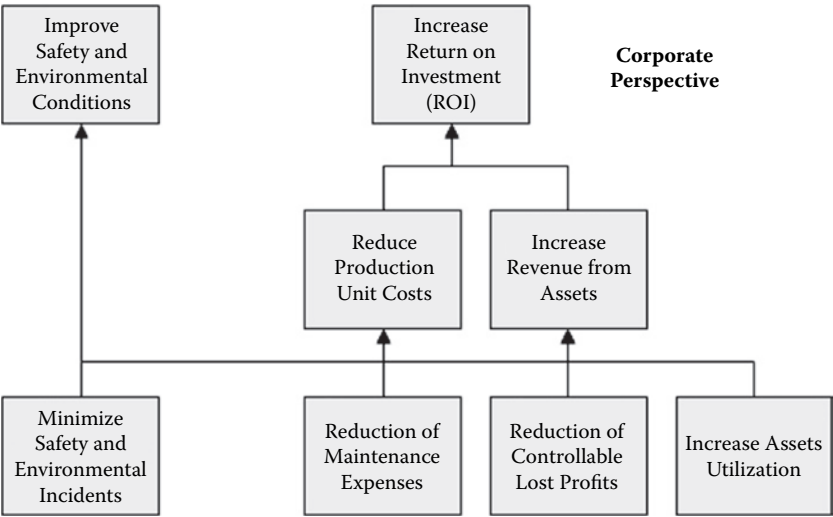 Improve
Safety and
Environmental
Conditions
Increase
Return on
Investment
(ROI)
Corporate
Perspective
Reduce
Production
Unit Costs
Increase
Revenue from
Assets
Minimize
Safety and
Environmental
Incidents
Reduction of
Maintenance
Expenses
Reduction of
Controllable
Lost Profits
Increase Assets
Utilization